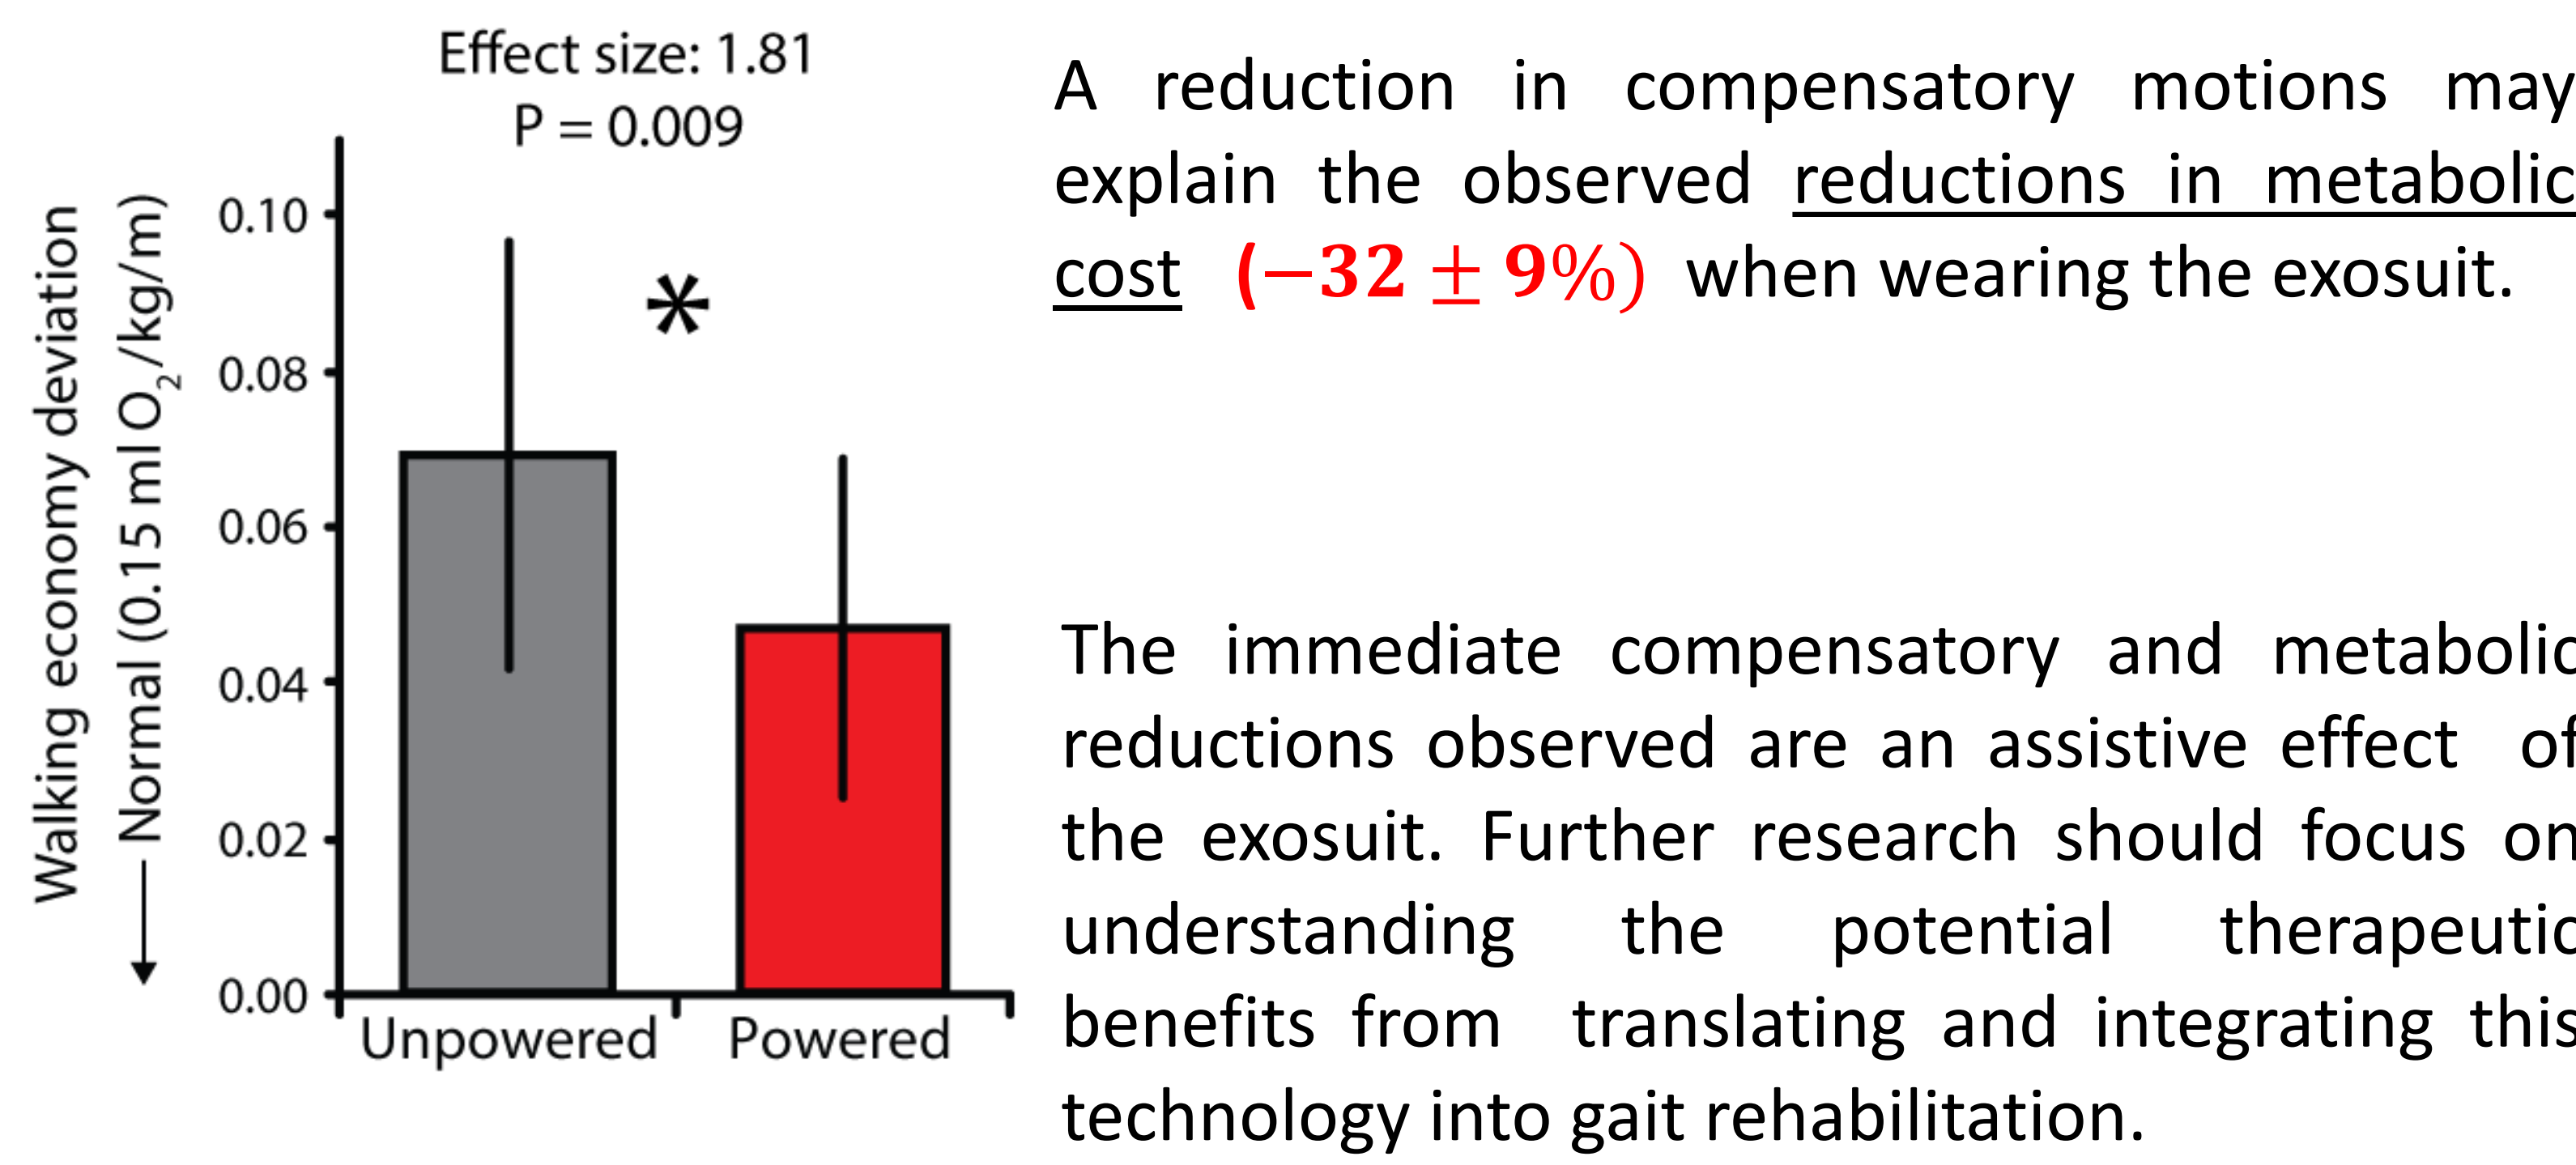 Effect size: 1.81
P = 0.009
Walking economy deviation
Normal (0.15 ml O₂/kg/m)
0.10
0.08
0.06
0.04
0.02
0.00
*
Unpowered
Powered
A reduction in compensatory motions may
explain the observed reductions in metabolic
cost (−32 ± 9%) when wearing the exosuit.
The immediate compensatory and metabolic
reductions observed are an assistive effect of
the exosuit. Further research should focus on
understanding the potential therapeutic
benefits from translating and integrating this
technology into gait rehabilitation.